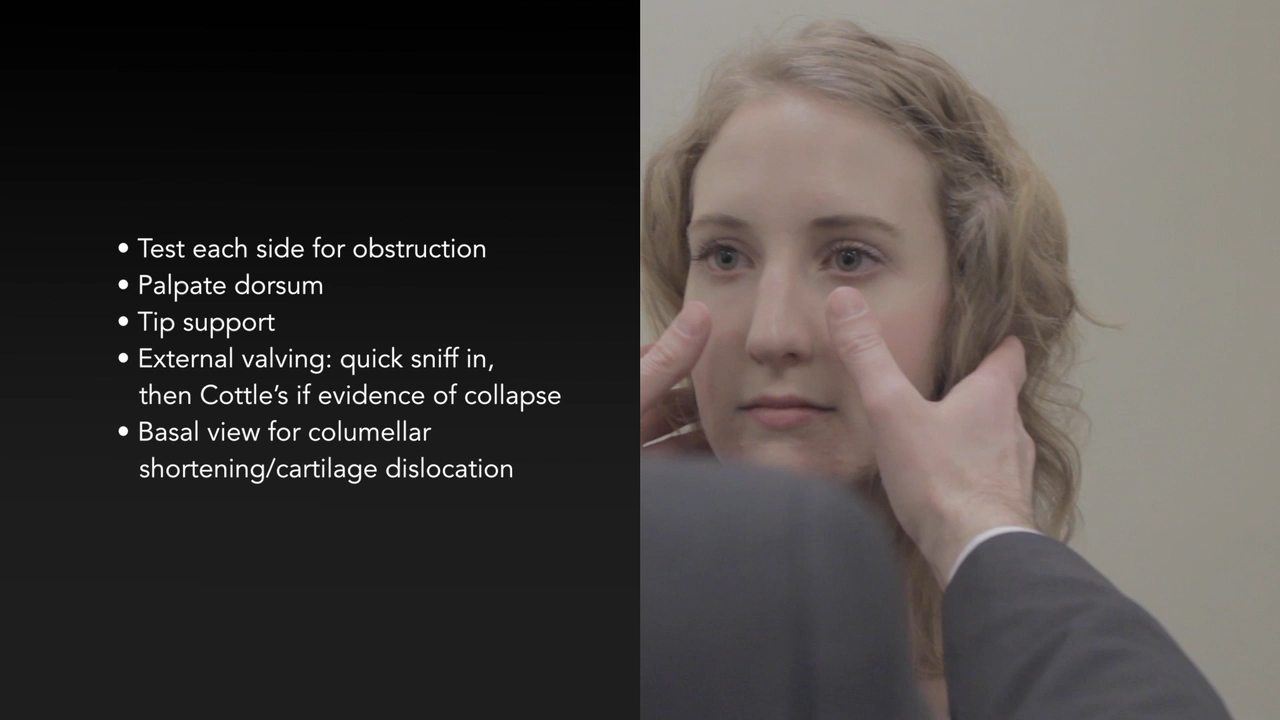 • Test each side for obstruction
• Palpate dorsum
• Tip support
• External valving: quick sniff in,
then Cottle’s if evidence of collapse
• Basal view for columellar
shortening/cartilage dislocation